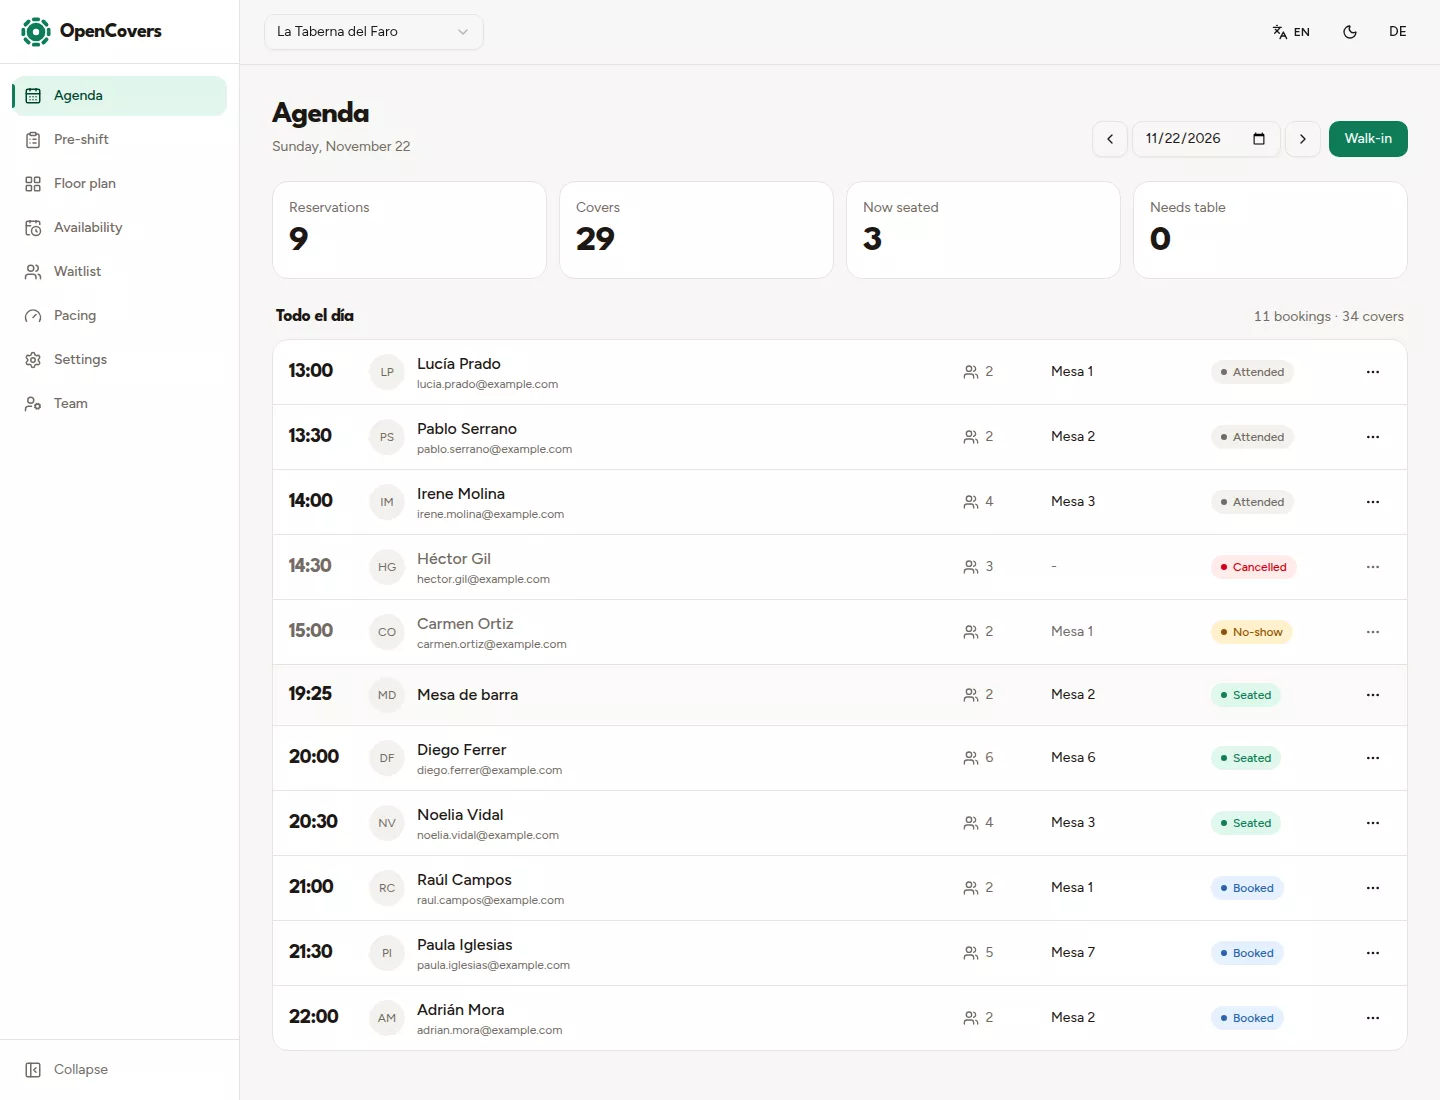 OpenCovers
La Taberna del Faro
EN
DE
Agenda
Pre-shift
Floor plan
Availability
Waitlist
Pacing
Settings
Team
Collapse
Agenda
Sunday, November 22
11/22/2026
Walk-in
Reservations
9
Covers
29
Now seated
3
Needs table
0
Todo el día
11 bookings · 34 covers
13:00 LP Lucía Prado 2 Mesa 1 Attended
lucia.prado@example.com
13:30 PS Pablo Serrano 2 Mesa 2 Attended
pablo.serrano@example.com
14:00 IM Irene Molina 4 Mesa 3 Attended
irene.molina@example.com
14:30 HG Héctor Gil 3 - Cancelled
hector.gil@example.com
15:00 CO Carmen Ortiz 2 Mesa 1 No-show
carmen.ortiz@example.com
19:25 MD Mesa de barra 2 Mesa 2 Seated
20:00 DF Diego Ferrer 6 Mesa 6 Seated
diego.ferrer@example.com
20:30 NV Noelia Vidal 4 Mesa 3 Seated
noelia.vidal@example.com
21:00 RC Raúl Campos 2 Mesa 1 Booked
raul.campos@example.com
21:30 PI Paula Iglesias 5 Mesa 7 Booked
paula.iglesias@example.com
22:00 AM Adrián Mora 2 Mesa 2 Booked
adrian.mora@example.com